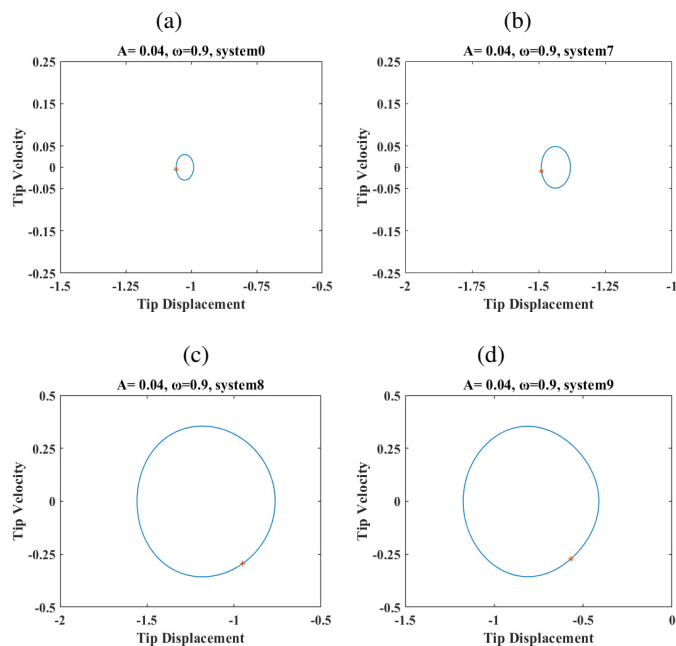 (a)
A= 0.04, ω=0.9, system0
0.25
0.15
0.05
0
-0.05
-0.15
-0.25
Tip Velocity
-1.5
-1.25
-1
-0.75
-0.5
Tip Displacement
(b)
A= 0.04, ω=0.9, system7
0.25
0.15
0.05
0
-0.05
-0.15
-0.25
Tip Velocity
-2
-1.75
-1.5
-1.25
-1
Tip Displacement
(c)
A= 0.04, ω=0.9, system8
0.5
0.25
0
-0.25
-0.5
Tip Velocity
-2
-1.5
-1
-0.5
Tip Displacement
(d)
A= 0.04, ω=0.9, system9
0.5
0.25
0
-0.25
-0.5
Tip Velocity
-1.5
-1
-0.5
0
Tip Displacement